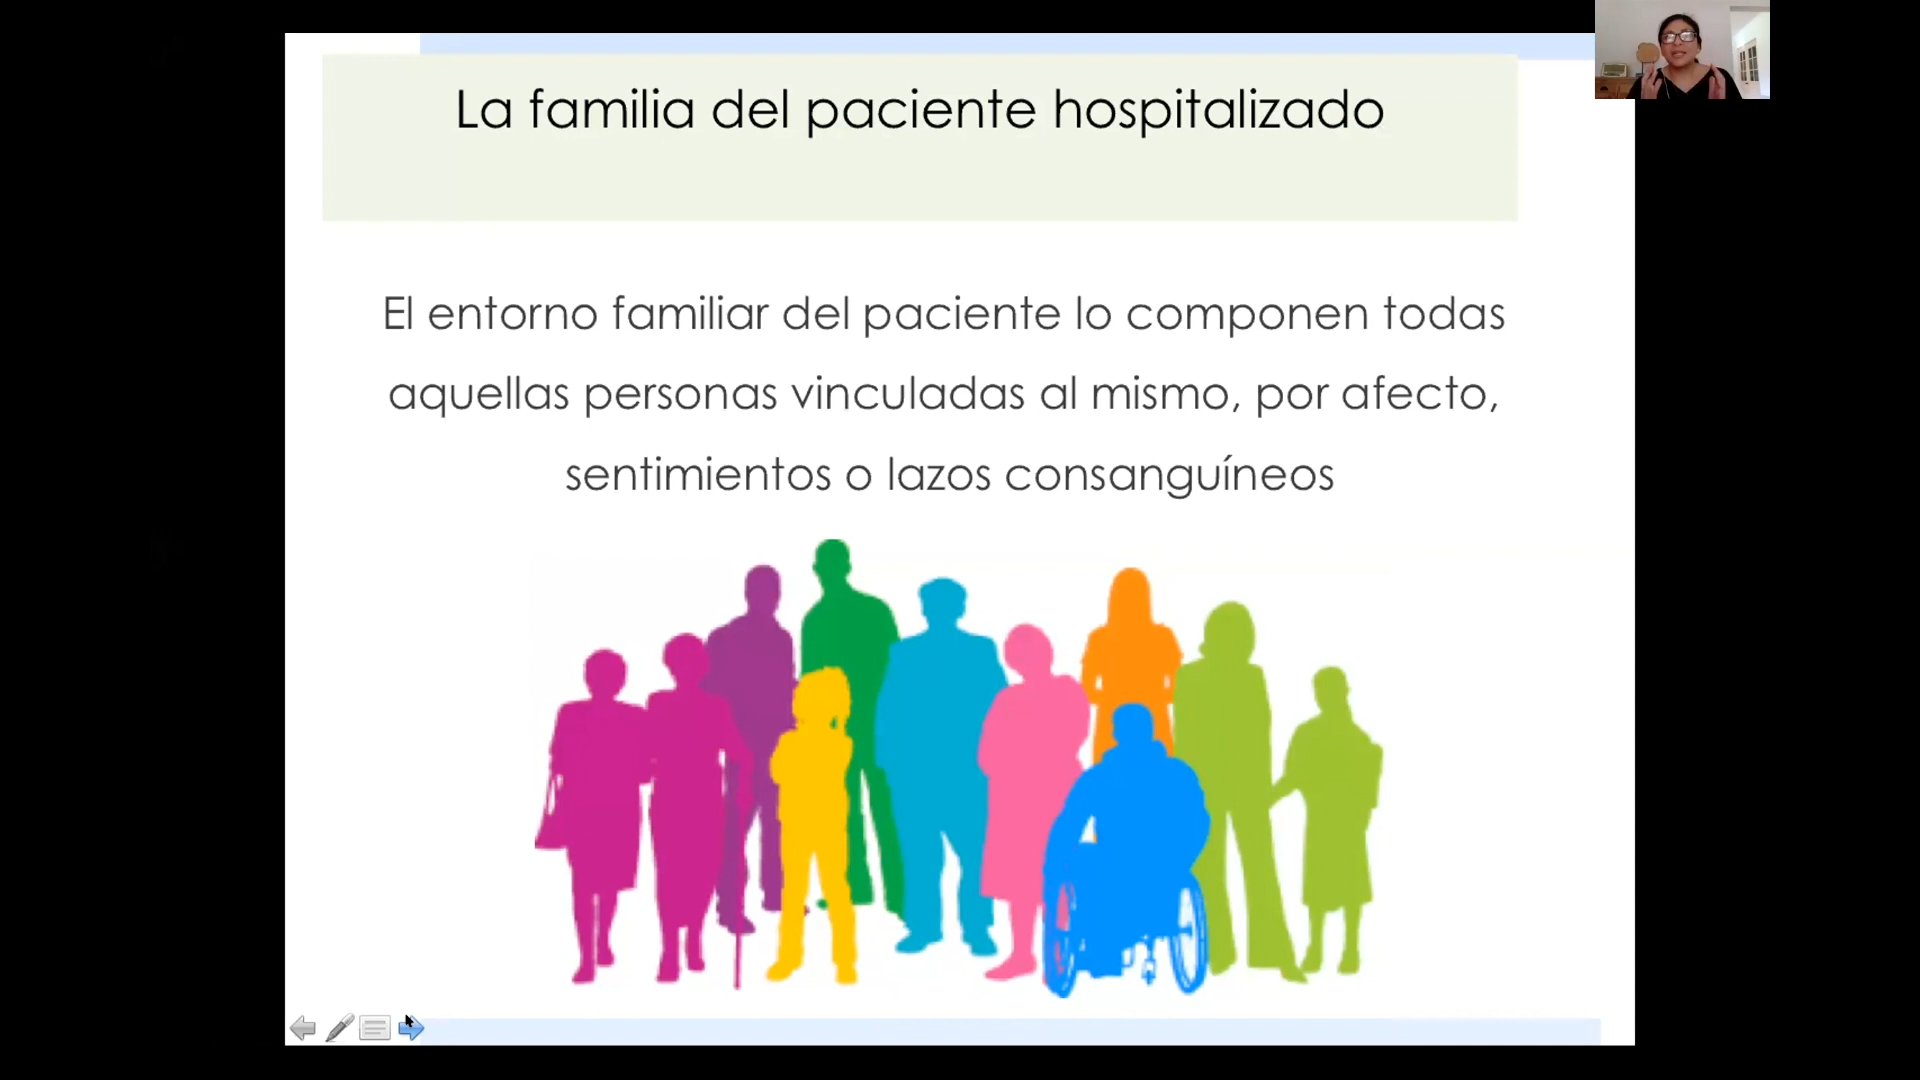 La familia del paciente hospitalizado
El entorno familiar del paciente lo componen todas
aquellas personas vinculadas al mismo, por afecto,
sentimientos o lazos consanguíneos